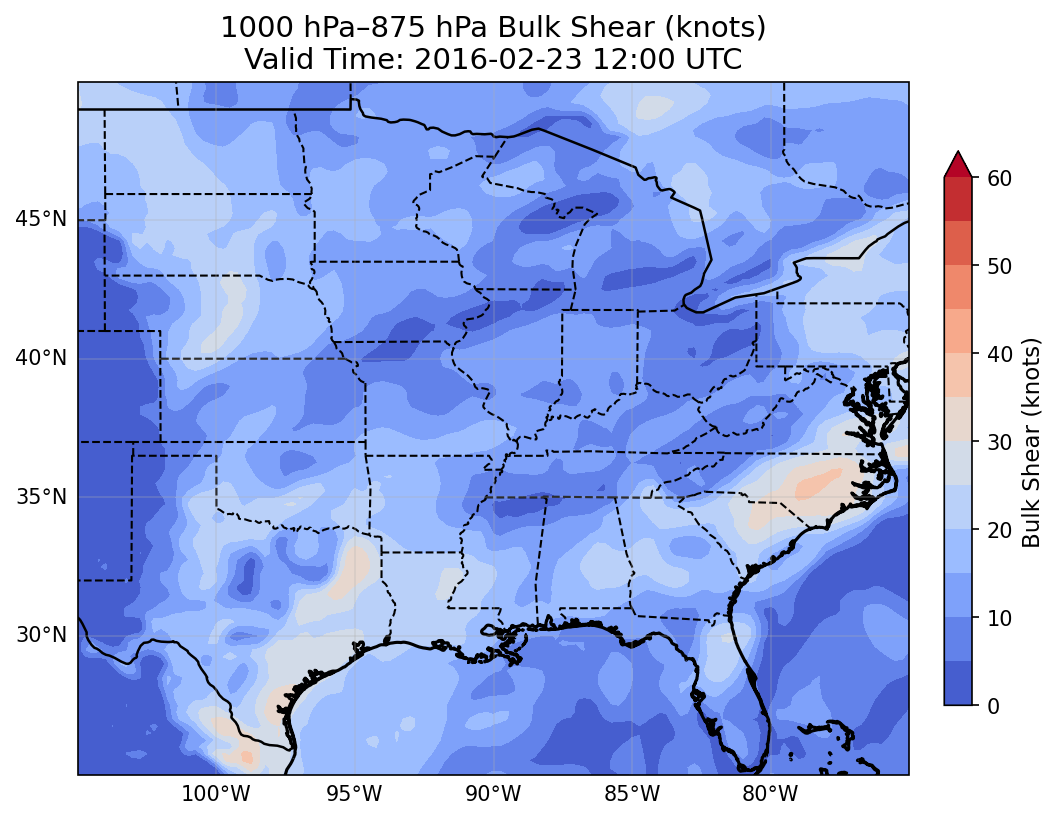 1000 hPa–875 hPa Bulk Shear (knots)
Valid Time: 2016-02-23 12:00 UTC
45°N
40°N
35°N
30°N
100°W
95°W
90°W
85°W
80°W
60
50
40
30
20
10
0
Bulk Shear (knots)